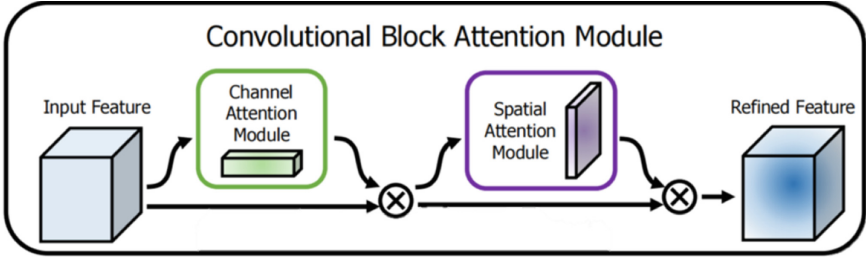 Convolutional Block Attention Module
Input Feature
Channel
Attention
Module
Spatial
Attention
Module
Refined Feature